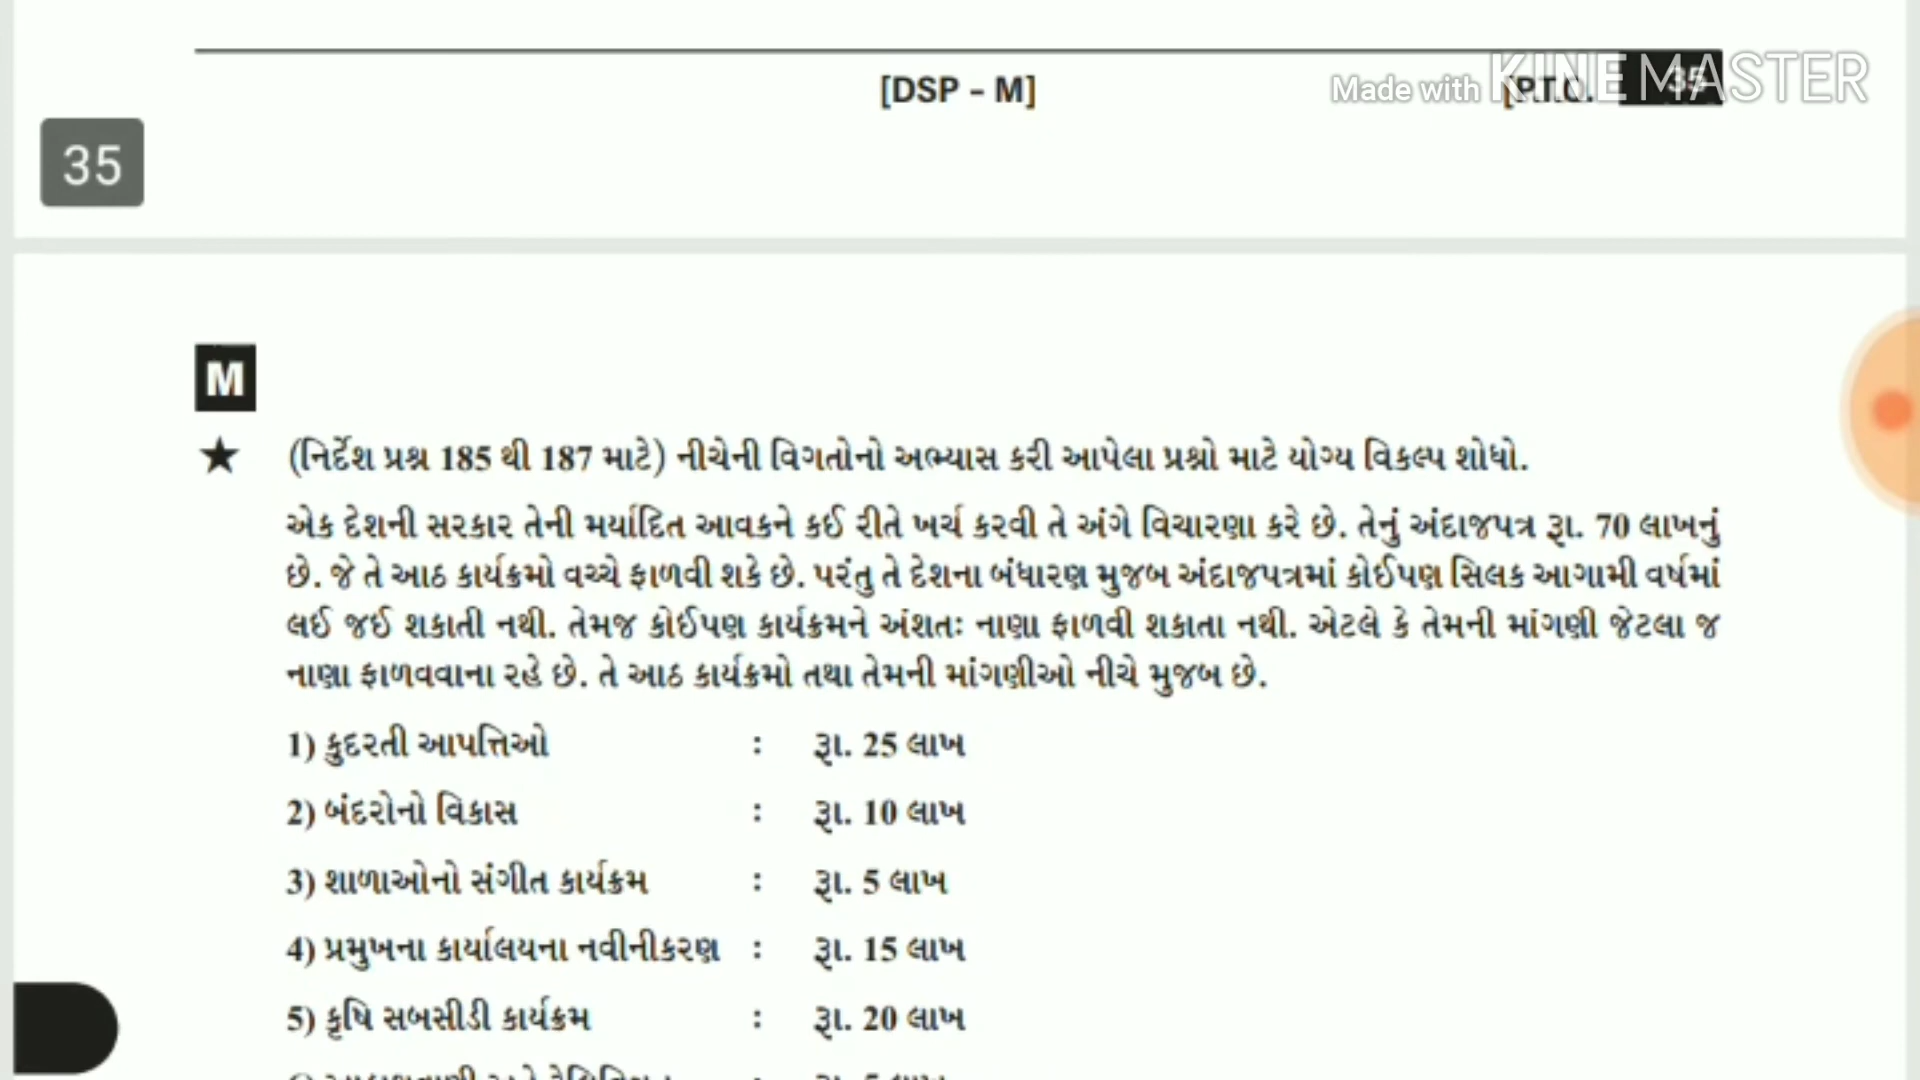 [DSP – M]
Made with KINEMASTER
[P.T.O.
35
35
M
★ (નિર્દેશ પ્રશ્ન 185 થી 187 માટે) નીચેની વિગતોનો અભ્યાસ કરી આપેલા પ્રશ્નો માટે યોગ્ય વિકલ્પ શોધો.
એક દેશની સરકાર તેની મર્યાદિત આવકને કઈ રીતે ખર્ચ કરવી તે અંગે વિચારણા કરે છે. તેનું અંદાજપત્ર રૂા. 70 લાખનું
છે. જે તે આઠ કાર્યક્રમો વચ્ચે ફાળવી શકે છે. પરંતુ તે દેશના બંધારણ મુજબ અંદાજપત્રમાં કોઈપણ સિલક આગામી વર્ષમાં
લઈ જઈ શકાતી નથી. તેમજ કોઈપણ કાર્યક્રમને અંશતઃ નાણા ફાળવી શકાતા નથી. એટલે કે તેમની માંગણી જેટલા જ
નાણા ફાળવવાના રહે છે. તે આઠ કાર્યક્રમો તથા તેમની માંગણીઓ નીચે મુજબ છે.
1) કુદરતી આપત્તિઓ : રૂા. 25 લાખ
2) બંદરોનો વિકાસ : રૂા. 10 લાખ
3) શાળાઓનો સંગીત કાર્યક્રમ : રૂા. 5 લાખ
4) પ્રમુખના કાર્યાલયના નવીનીકરણ : રૂા. 15 લાખ
5) કૃષિ સબસીડી કાર્યક્રમ : રૂા. 20 લાખ